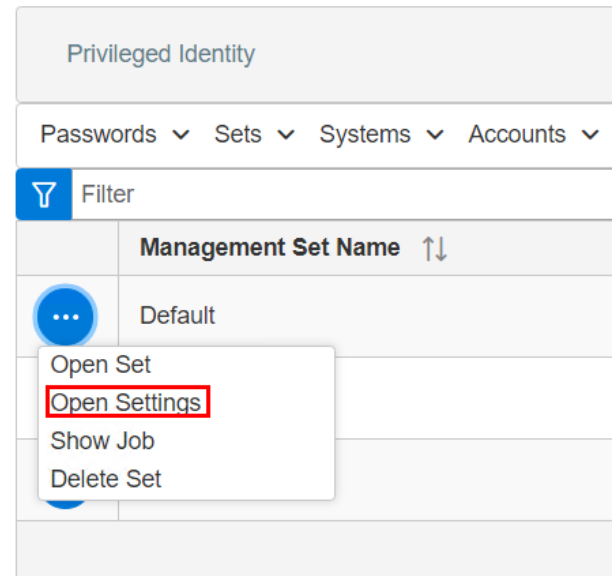 Privileged Identity
Passwords Sets Systems Accounts
Filter
Management Set Name
Default
Open Set
Open Settings
Show Job
Delete Set